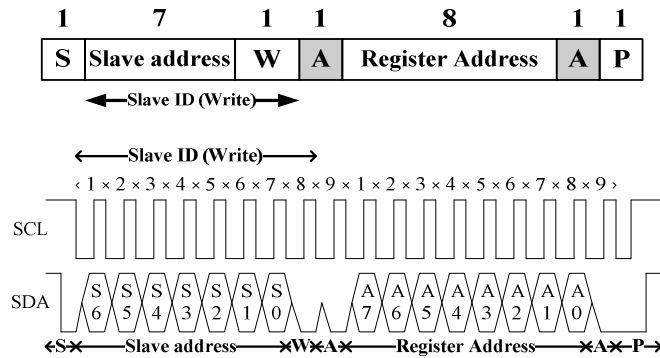 1 7 1 1 8 1 1
S Slave address W A Register Address A P
Slave ID (Write)
Slave ID (Write)
‹ 1 × 2 × 3 × 4 × 5 × 6 × 7 × 8 × 9 × 1 × 2 × 3 × 4 × 5 × 6 × 7 × 8 × 9 ›
SCL
SDA
S6 S5 S4 S3 S2 S1 S0 A7 A6 A5 A4 A3 A2 A1 A0
S Slave address W A Register Address A P